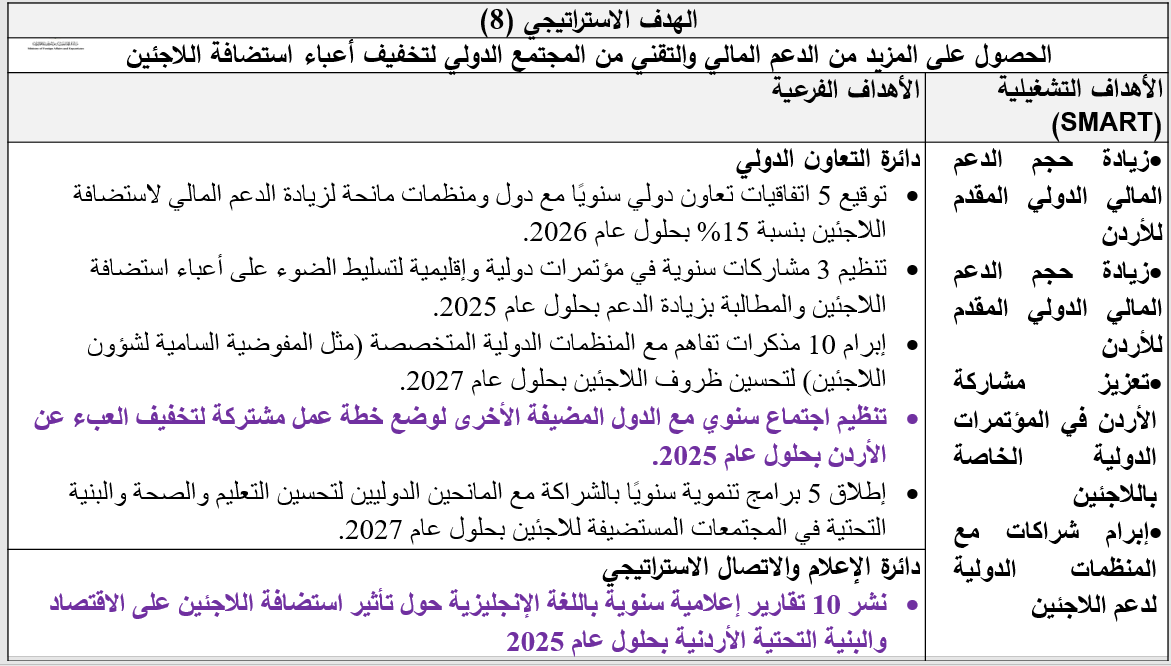 الهدف الاستراتيجي (8)
الحصول على المزيد من الدعم المالي والتقني من المجتمع الدولي لتخفيف أعباء استضافة اللاجئين
الأهداف التشغيلية
(SMART)
الأهداف الفرعية
•زيادة حجم الدعم
المالي الدولي المقدم
للأردن
•زيادة حجم الدعم
المالي الدولي المقدم
للأردن
•تعزيز مشاركة
الأردن في المؤتمرات
الدولية الخاصة
باللاجئين
•إبرام شراكات مع
المنظمات الدولية
لدعم اللاجئين
دائرة التعاون الدولي
• توقيع 5 اتفاقيات تعاون دولي سنويًا مع دول ومنظمات مانحة لزيادة الدعم المالي لاستضافة
اللاجئين بنسبة 15% بحلول عام 2026.
• تنظيم 3 مشاركات سنوية في مؤتمرات دولية وإقليمية لتسليط الضوء على أعباء استضافة
اللاجئين والمطالبة بزيادة الدعم بحلول عام 2025.
• إبرام 10 مذكرات تفاهم مع المنظمات الدولية المتخصصة (مثل المفوضية السامية لشؤون
اللاجئين) لتحسين ظروف اللاجئين بحلول عام 2027.
• تنظيم اجتماع سنوي مع الدول المضيفة الأخرى لوضع خطة عمل مشتركة لتخفيف العبء عن
الأردن بحلول عام 2025.
• إطلاق 5 برامج تنموية سنويًا بالشراكة مع المانحين الدوليين لتحسين التعليم والصحة والبنية
التحتية في المجتمعات المستضيفة للاجئين بحلول عام 2027.
دائرة الإعلام والاتصال الاستراتيجي
• نشر 10 تقارير إعلامية سنوية باللغة الإنجليزية حول تأثير استضافة اللاجئين على الاقتصاد
والبنية التحتية الأردنية بحلول عام 2025